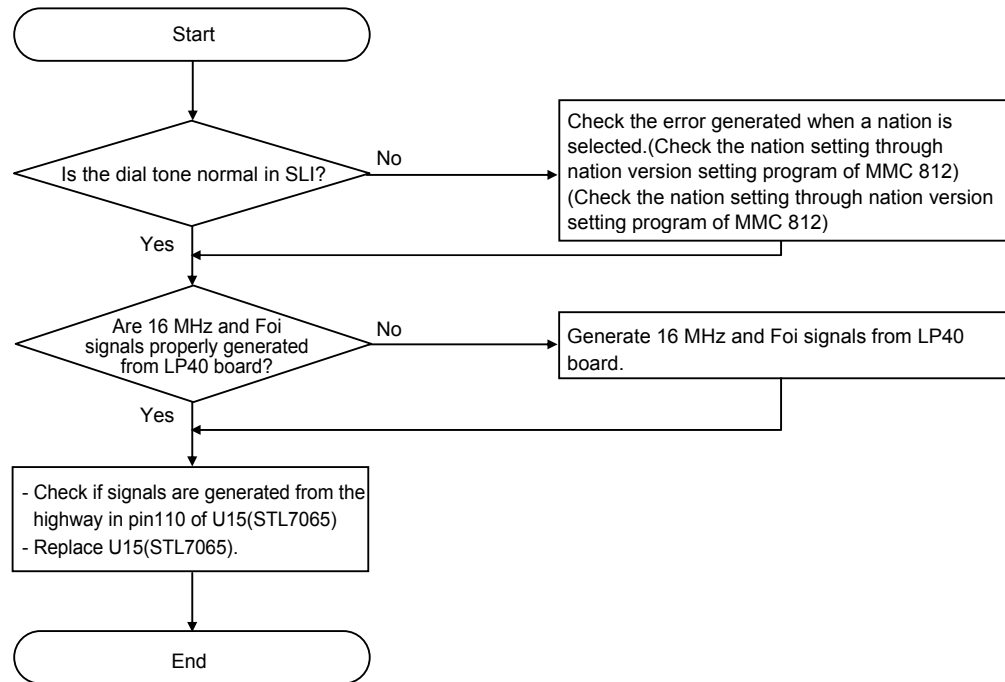 Start
Is the dial tone normal in SLI?
No
Check the error generated when a nation is
selected.(Check the nation setting through
nation version setting program of MMC 812)
(Check the nation setting through nation version
setting program of MMC 812)
Yes
Are 16 MHz and Foi
signals properly generated
from LP40 board?
No
Generate 16 MHz and Foi signals from LP40
board.
Yes
- Check if signals are generated from the
highway in pin110 of U15(STL7065)
- Replace U15(STL7065).
End